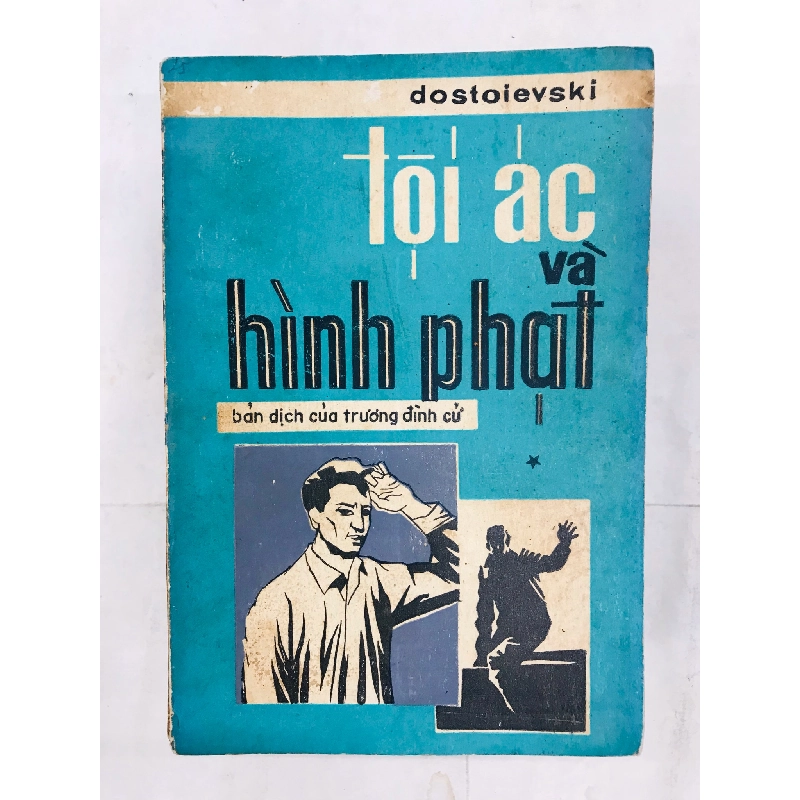 dostoievski
tội ác
và
hình phạt
bản dịch của trương đình cử